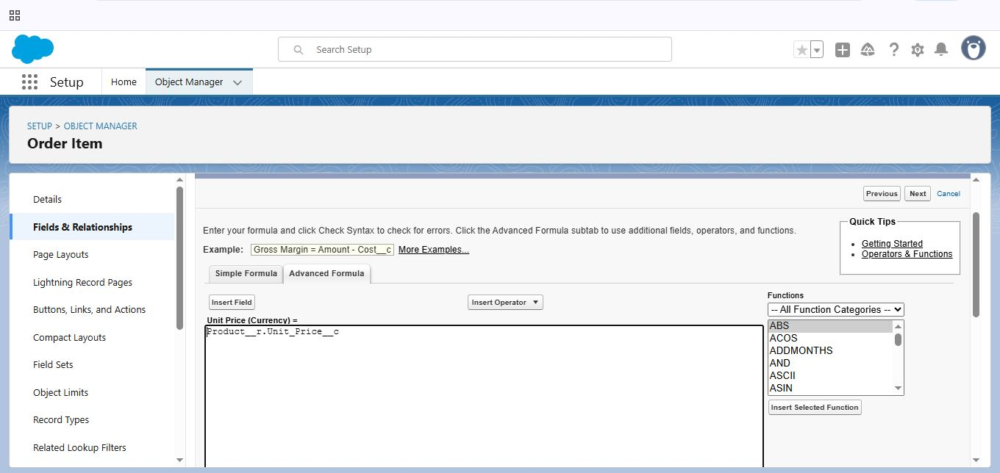 Search Setup
Setup
Home
Object Manager
SETUP > OBJECT MANAGER
Order Item
Details
Fields & Relationships
Page Layouts
Lightning Record Pages
Buttons, Links, and Actions
Compact Layouts
Field Sets
Object Limits
Record Types
Related Lookup Filters
Previous
Next
Cancel
Enter your formula and click Check Syntax to check for errors. Click the Advanced Formula subtab to use additional fields, operators, and functions.
Example: Gross Margin = Amount - Cost__c More Examples...
Quick Tips
Getting Started
Operators & Functions
Simple Formula
Advanced Formula
Insert Field
Insert Operator
Unit Price (Currency) =
Product__r.Unit_Price__c
Functions
-- All Function Categories --
ABS
ACOS
ADDMONTHS
AND
ASCII
ASIN
Insert Selected Function